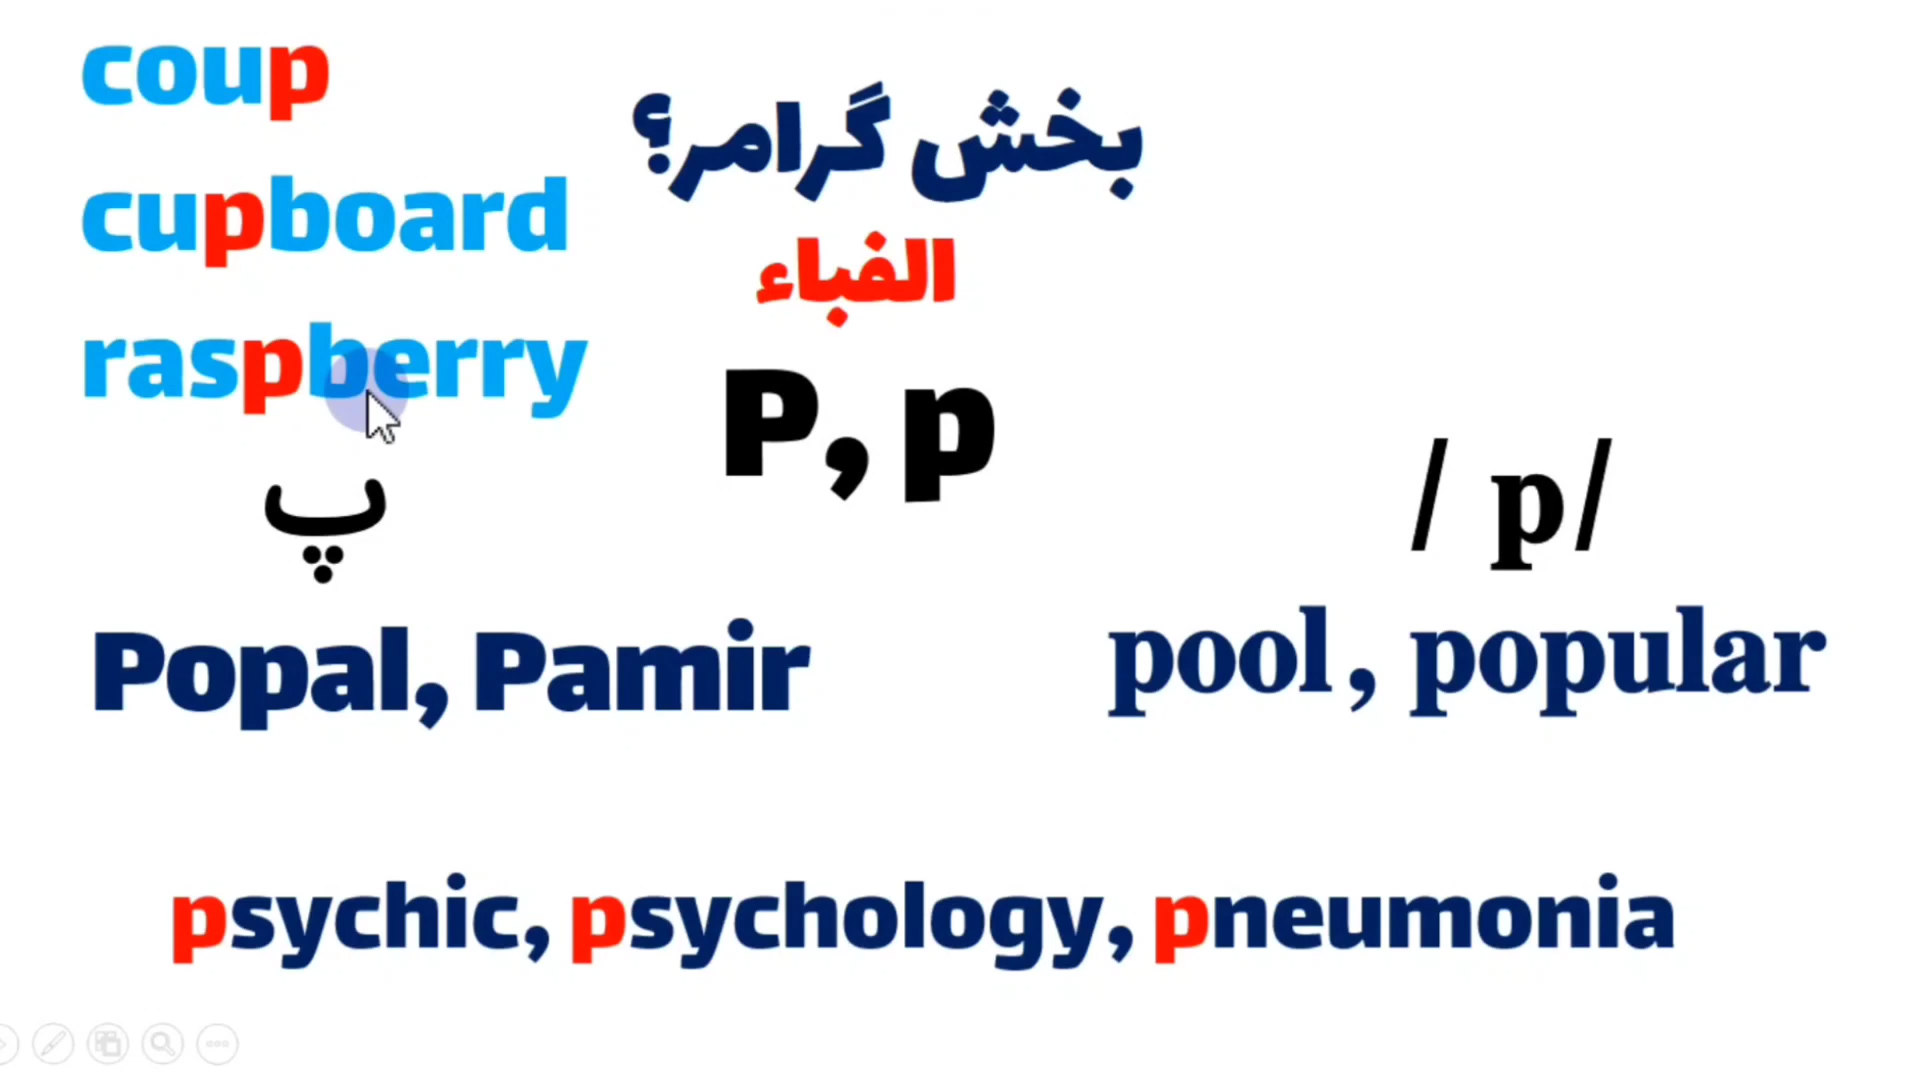 coup
cupboard
raspberry
بخش گرامر؟
الفباء
P, p
پ
/ p/
Popal, Pamir
pool, popular
psychic, psychology, pneumonia